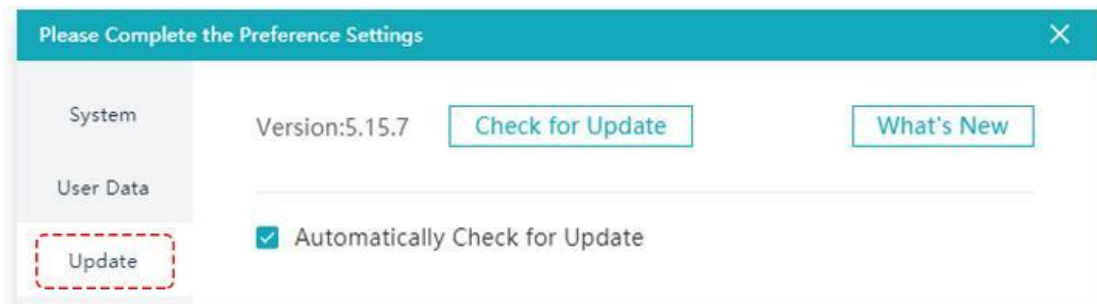 Please Complete the Preference Settings
System
Version:5.15.7 Check for Update What's New
User Data
Automatically Check for Update
Update